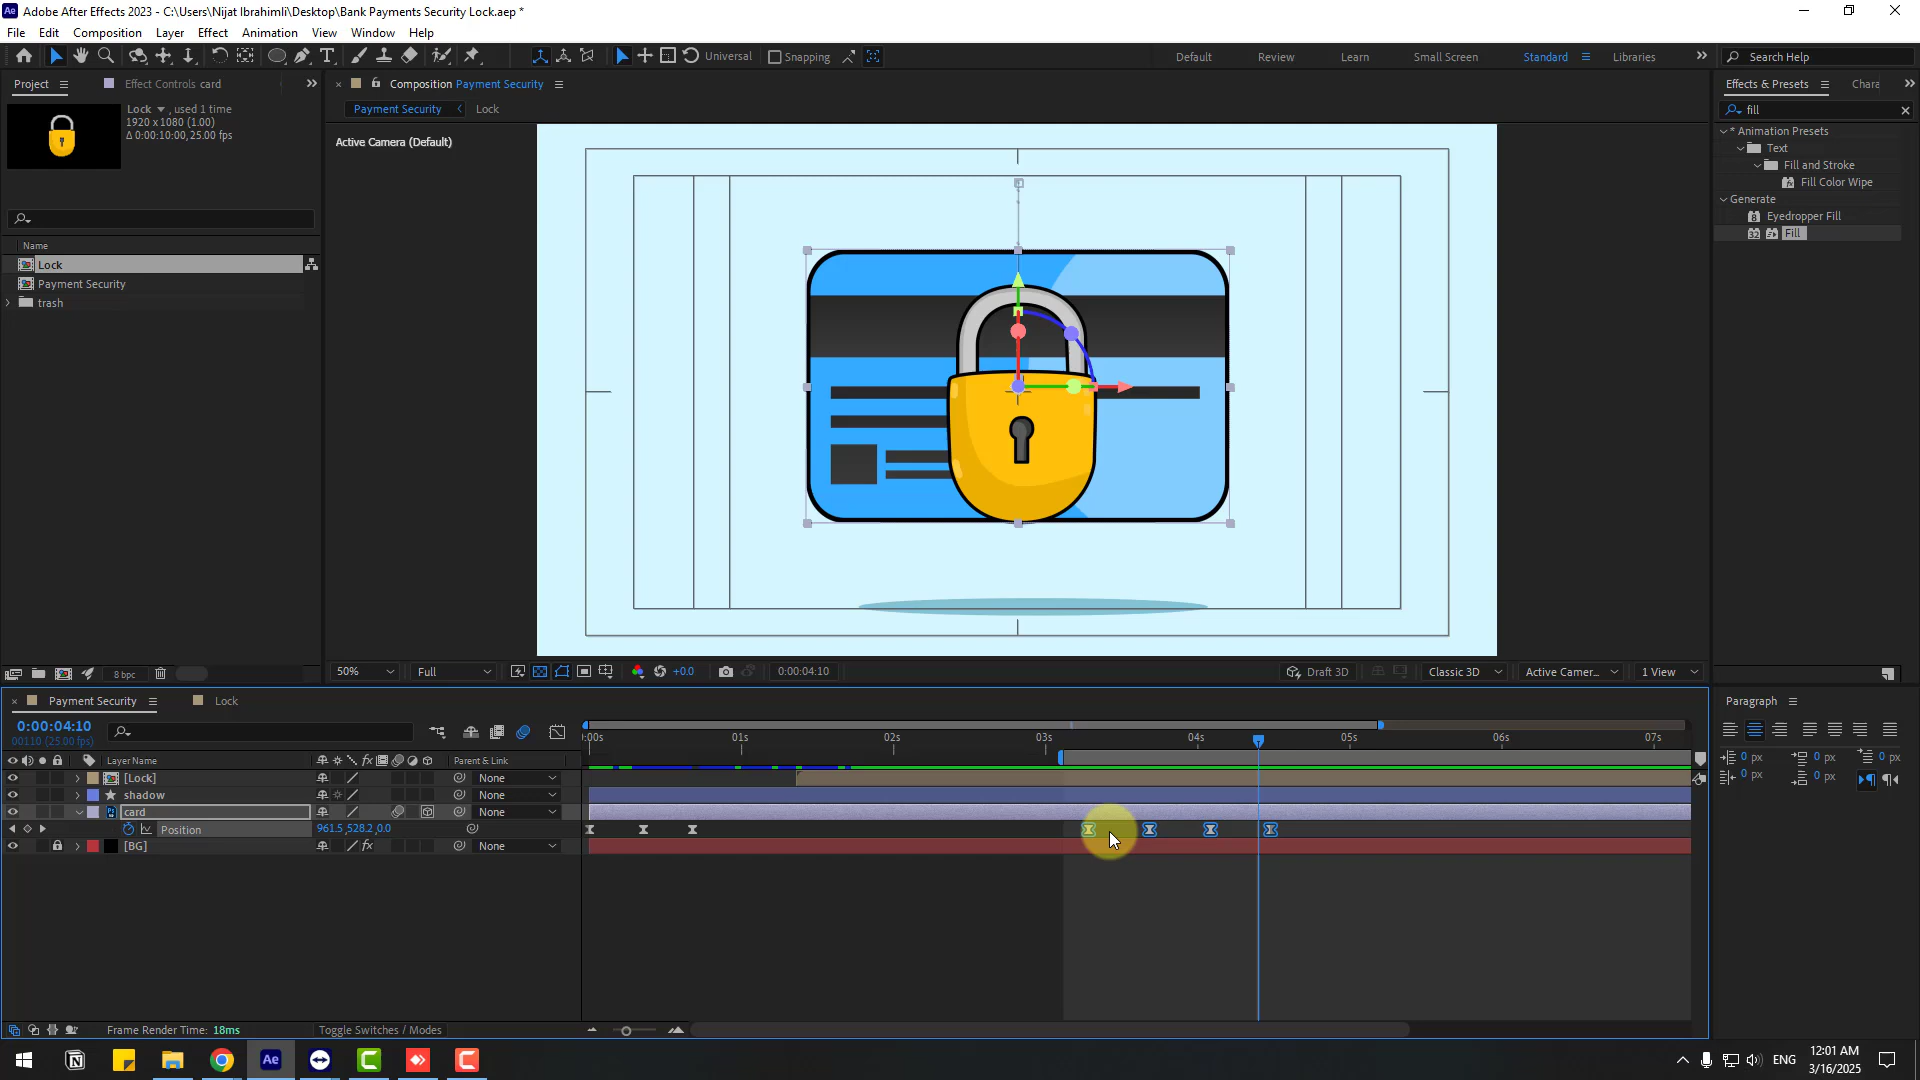 Adobe After Effects 2023 - C:\Users\Nijat Ibrahimli\Desktop\Bank Payments Security Lock.aep *
File Edit Composition Layer Effect Animation View Window Help
Universal Snapping Default Review Learn Small Screen Standard Libraries Search Help
Project Effect Controls card
Composition Payment Security
Effects & Presets Chara
Lock , used 1 time
1920 x 1080 (1.00)
Δ 0:00:10:00, 25.00 fps
Payment Security Lock
fill
Active Camera (Default)
* Animation Presets
Text
Fill and Stroke
Fill Color Wipe
Generate
Eyedropper Fill
Fill
Name
Lock
Payment Security
trash
8 bpc
50% Full +0.0 0:00:04:10 Draft 3D Classic 3D Active Camer... 1 View
Payment Security Lock
Paragraph
0:00:04:10
00110 (25.00 fps)
:00s 01s 02s 03s 04s 05s 06s 07s
Layer Name Parent & Link
[Lock] None
shadow None
card None
Position 961.5,528.2,0.0
[BG] None
0 px 0 px 0 px
0 px 0 px
Frame Render Time: 18ms Toggle Switches / Modes
ENG
12:01 AM
3/16/2025